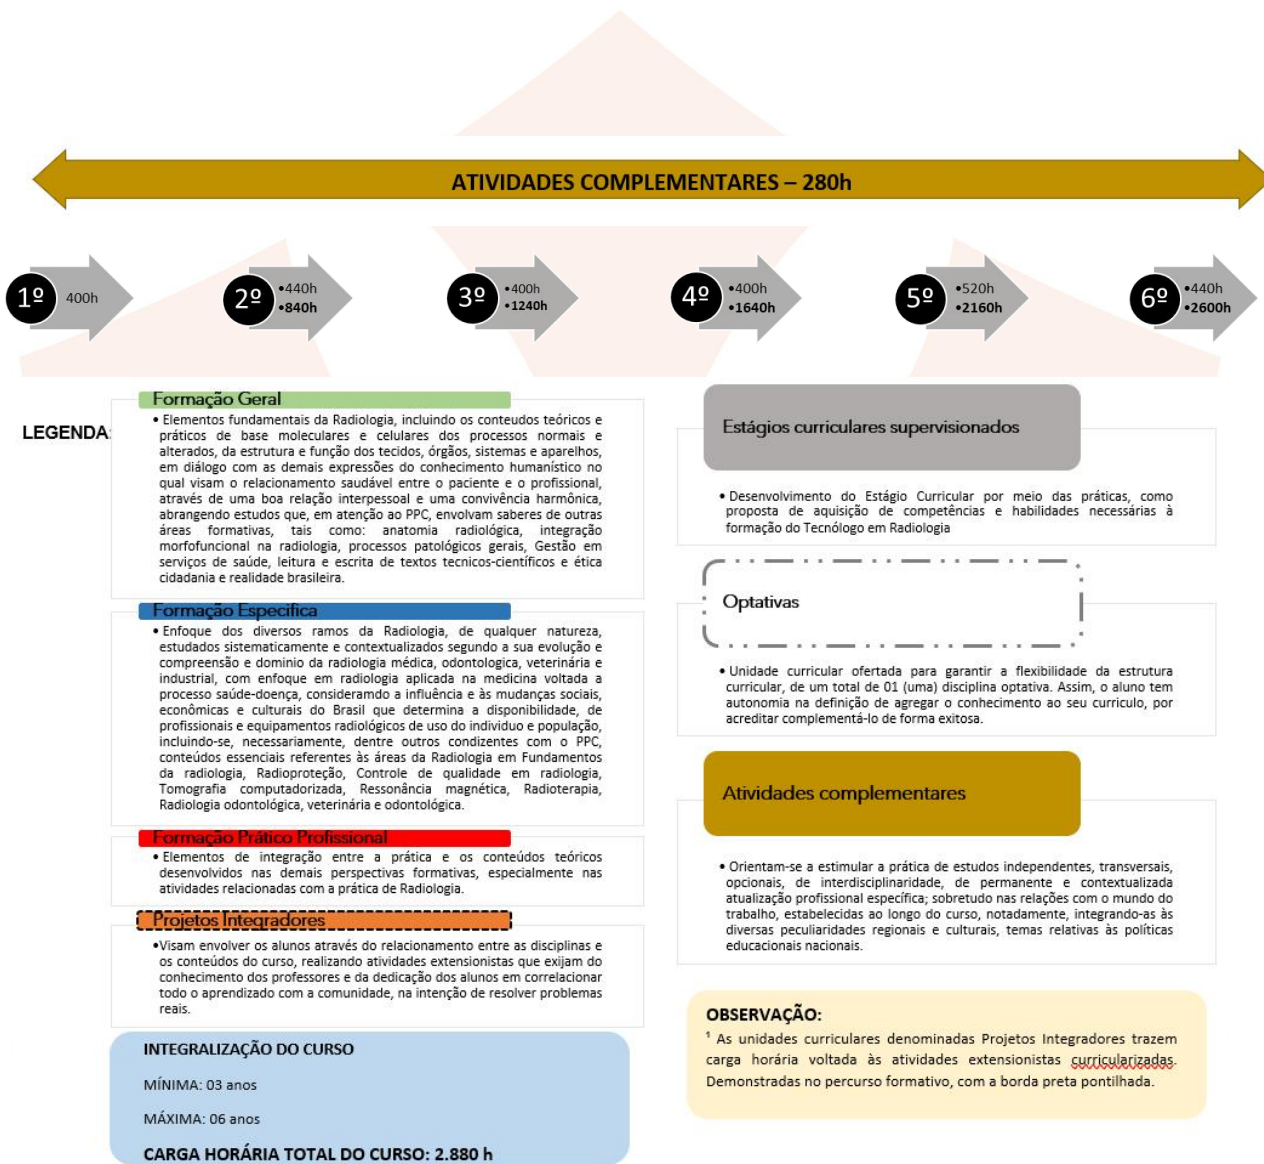 ATIVIDADES COMPLEMENTARES – 280h
1º 400h
2º •440h
•840h
3º •400h
•1240h
4º •400h
•1640h
5º •520h
•2160h
6º •440h
•2600h
LEGENDA:
Formação Geral
• Elementos fundamentais da Radiologia, incluindo os conteudos teóricos e
práticos de base moleculares e celulares dos processos normais e
alterados, da estrutura e função dos tecidos, órgãos, sistemas e aparelhos,
em diálogo com as demais expressões do conhecimento humanístico no
qual visam o relacionamento saudável entre o paciente e o profissional,
através de uma boa relação interpessoal e uma convivência harmônica,
abrangendo estudos que, em atenção ao PPC, envolvam saberes de outras
áreas formativas, tais como: anatomia radiológica, integração
morfofuncional na radiologia, processos patológicos gerais, Gestão em
serviços de saúde, leitura e escrita de textos tecnicos-científicos e ética
cidadania e realidade brasileira.
Formação Especifica
• Enfoque dos diversos ramos da Radiologia, de qualquer natureza,
estudados sistematicamente e contextualizados segundo a sua evolução e
compreensão e dominio da radiologia médica, odontologica, veterinária e
industrial, com enfoque em radiologia aplicada na medicina voltada a
processo saúde-doença, consideramdo a influência e às mudanças sociais,
econômicas e culturais do Brasil que determina a disponibilidade, de
profissionais e equipamentos radiológicos de uso do individuo e população,
incluindo-se, necessariamente, dentre outros condizentes com o PPC,
conteúdos essenciais referentes às áreas da Radiologia em Fundamentos
da radiologia, Radioproteção, Controle de qualidade em radiologia,
Tomografia computadorizada, Ressonância magnética, Radioterapia,
Radiologia odontológica, veterinária e odontológica.
Formação Prático Profissional
• Elementos de integração entre a prática e os conteúdos teóricos
desenvolvidos nas demais perspectivas formativas, especialmente nas
atividades relacionadas com a prática de Radiologia.
Projetos Integradores
•Visam envolver os alunos através do relacionamento entre as disciplinas e
os conteúdos do curso, realizando atividades extensionistas que exijam do
conhecimento dos professores e da dedicação dos alunos em correlacionar
todo o aprendizado com a comunidade, na intenção de resolver problemas
reais.
INTEGRALIZAÇÃO DO CURSO
MÍNIMA: 03 anos
MÁXIMA: 06 anos
CARGA HORÁRIA TOTAL DO CURSO: 2.880 h
Estágios curriculares supervisionados
• Desenvolvimento do Estágio Curricular por meio das práticas, como
proposta de aquisição de competências e habilidades necessárias à
formação do Tecnólogo em Radiologia
Optativas
• Unidade curricular ofertada para garantir a flexibilidade da estrutura
curricular, de um total de 01 (uma) disciplina optativa. Assim, o aluno tem
autonomia na definição de agregar o conhecimento ao seu curriculo, por
acreditar complementá-lo de forma exitosa.
Atividades complementares
• Orientam-se a estimular a prática de estudos independentes, transversais,
opcionais, de interdisciplinaridade, de permanente e contextualizada
atualização profissional específica; sobretudo nas relações com o mundo do
trabalho, estabelecidas ao longo do curso, notadamente, integrando-as às
diversas peculiaridades regionais e culturais, temas relativas às políticas
educacionais nacionais.
OBSERVAÇÃO:
¹ As unidades curriculares denominadas Projetos Integradores trazem
carga horária voltada às atividades extensionistas curricularizadas.
Demonstradas no percurso formativo, com a borda preta pontilhada.